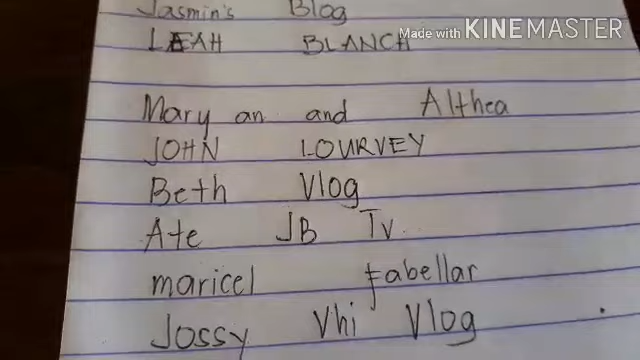 Jasmin's Blog
Made with KINEMASTER
LEAH BLANCH
Mary an and Althea
JOHN LOURVEY
Beth Vlog
Ate JB Tv
maricel fabellar
Jossy Vhi Vlog